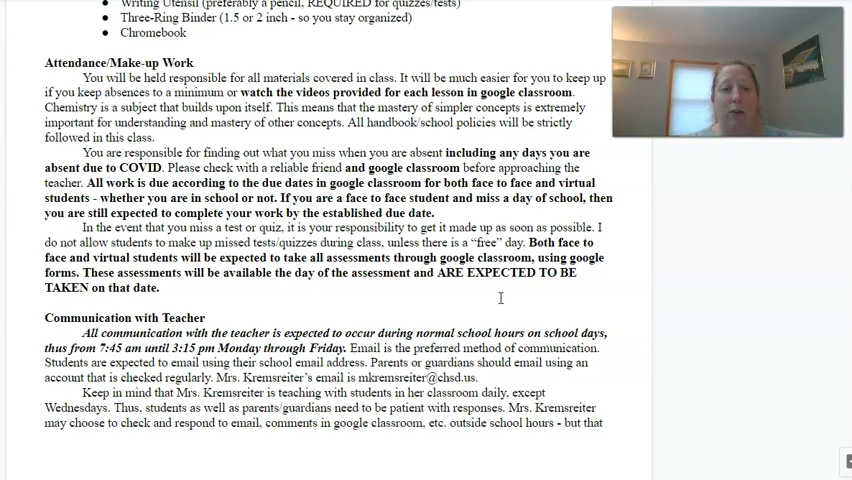 Writing Utensil (preferably a pencil, REQUIRED for quizzes/tests)
Three-Ring Binder (1.5 or 2 inch - so you stay organized)
Chromebook
Attendance/Make-up Work
You will be held responsible for all materials covered in class. It will be much easier for you to keep up
if you keep absences to a minimum or watch the videos provided for each lesson in google classroom.
Chemistry is a subject that builds upon itself. This means that the mastery of simpler concepts is extremely
important for understanding and mastery of other concepts. All handbook/school policies will be strictly
followed in this class.
You are responsible for finding out what you miss when you are absent including any days you are
absent due to COVID. Please check with a reliable friend and google classroom before approaching the
teacher. All work is due according to the due dates in google classroom for both face to face and virtual
students - whether you are in school or not. If you are a face to face student and miss a day of school, then
you are still expected to complete your work by the established due date.
In the event that you miss a test or quiz, it is your responsibility to get it made up as soon as possible. I
do not allow students to make up missed tests/quizzes during class, unless there is a “free” day. Both face to
face and virtual students will be expected to take all assessments through google classroom, using google
forms. These assessments will be available the day of the assessment and ARE EXPECTED TO BE
TAKEN on that date.
Communication with Teacher
All communication with the teacher is expected to occur during normal school hours on school days,
thus from 7:45 am until 3:15 pm Monday through Friday. Email is the preferred method of communication.
Students are expected to email using their school email address. Parents or guardians should email using an
account that is checked regularly. Mrs. Kremsreiter's email is mkremsreiter@chsd.us.
Keep in mind that Mrs. Kremsreiter is teaching with students in her classroom daily, except
Wednesdays. Thus, students as well as parents/guardians need to be patient with responses. Mrs. Kremsreiter
may choose to check and respond to email, comments in google classroom, etc. outside school hours - but that